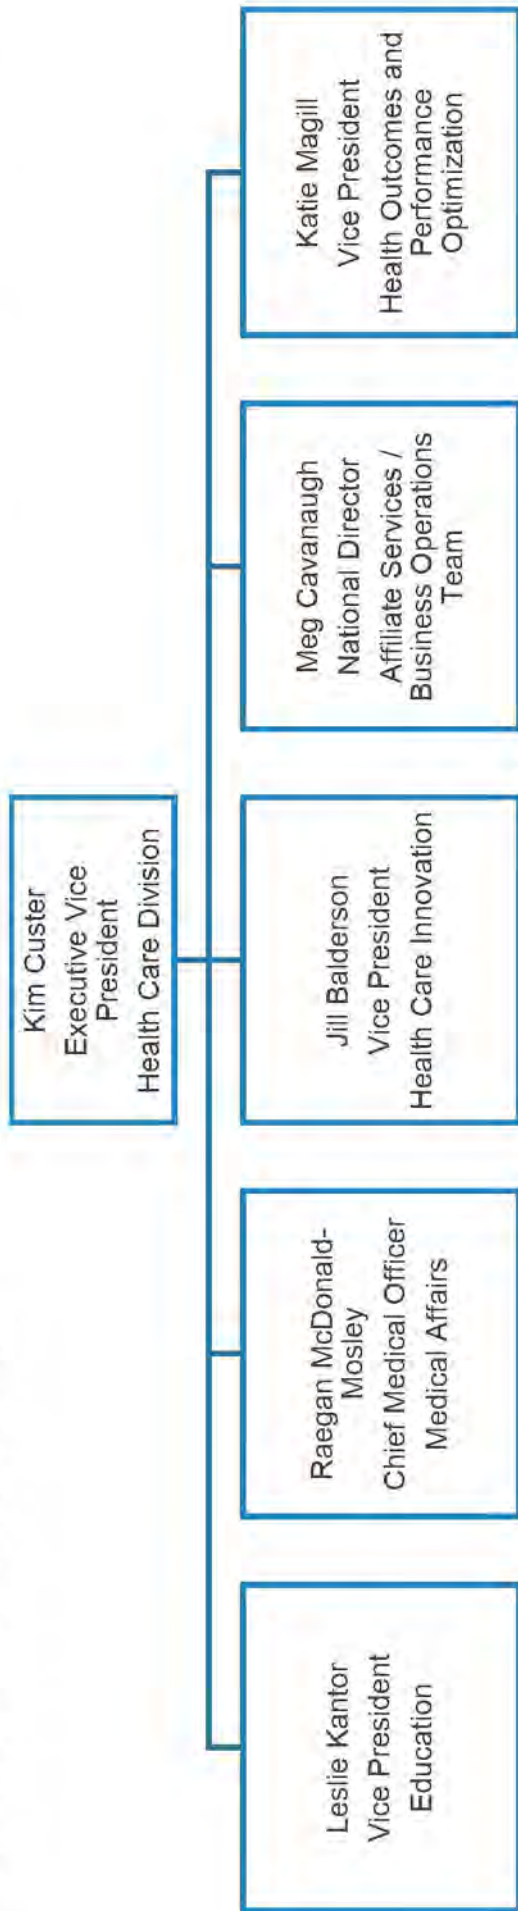 Kim Custer
Executive Vice
President
Health Care Division
Leslie Kantor
Vice President
Education
Raegan McDonald-
Mosley
Chief Medical Officer
Medical Affairs
Jill Balderson
Vice President
Health Care Innovation
Meg Cavanaugh
National Director
Affiliate Services /
Business Operations
Team
Katie Magill
Vice President
Health Outcomes and
Performance
Optimization